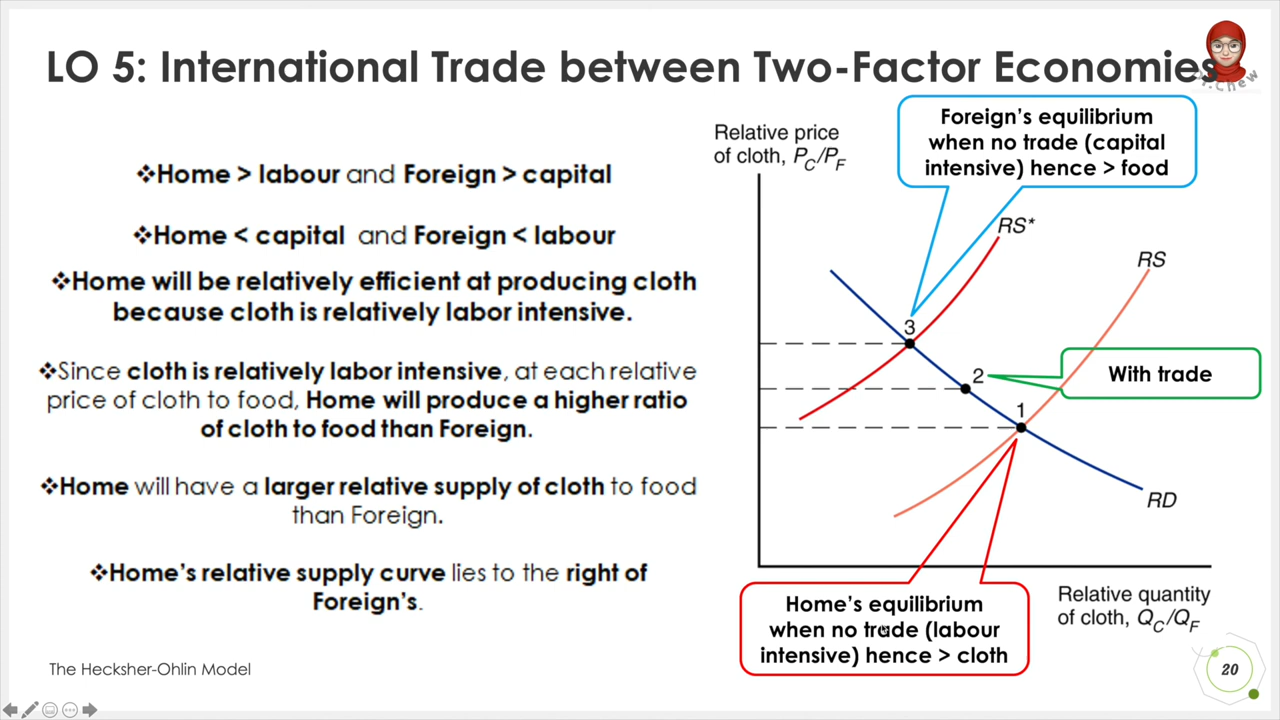 LO 5: International Trade between Two-Factor Economies
❖Home > labour and Foreign > capital
❖Home < capital and Foreign < labour
❖Home will be relatively efficient at producing cloth
because cloth is relatively labor intensive.
❖Since cloth is relatively labor intensive, at each relative
price of cloth to food, Home will produce a higher ratio
of cloth to food than Foreign.
❖Home will have a larger relative supply of cloth to food
than Foreign.
❖Home's relative supply curve lies to the right of
Foreign's.
The Hecksher-Ohlin Model
Relative price
of cloth, PC/PF
Foreign's equilibrium
when no trade (capital
intensive) hence > food
RS*
RS
3
2
With trade
1
RD
Home's equilibrium
when no trade (labour
intensive) hence > cloth
Relative quantity
of cloth, QC/QF
20